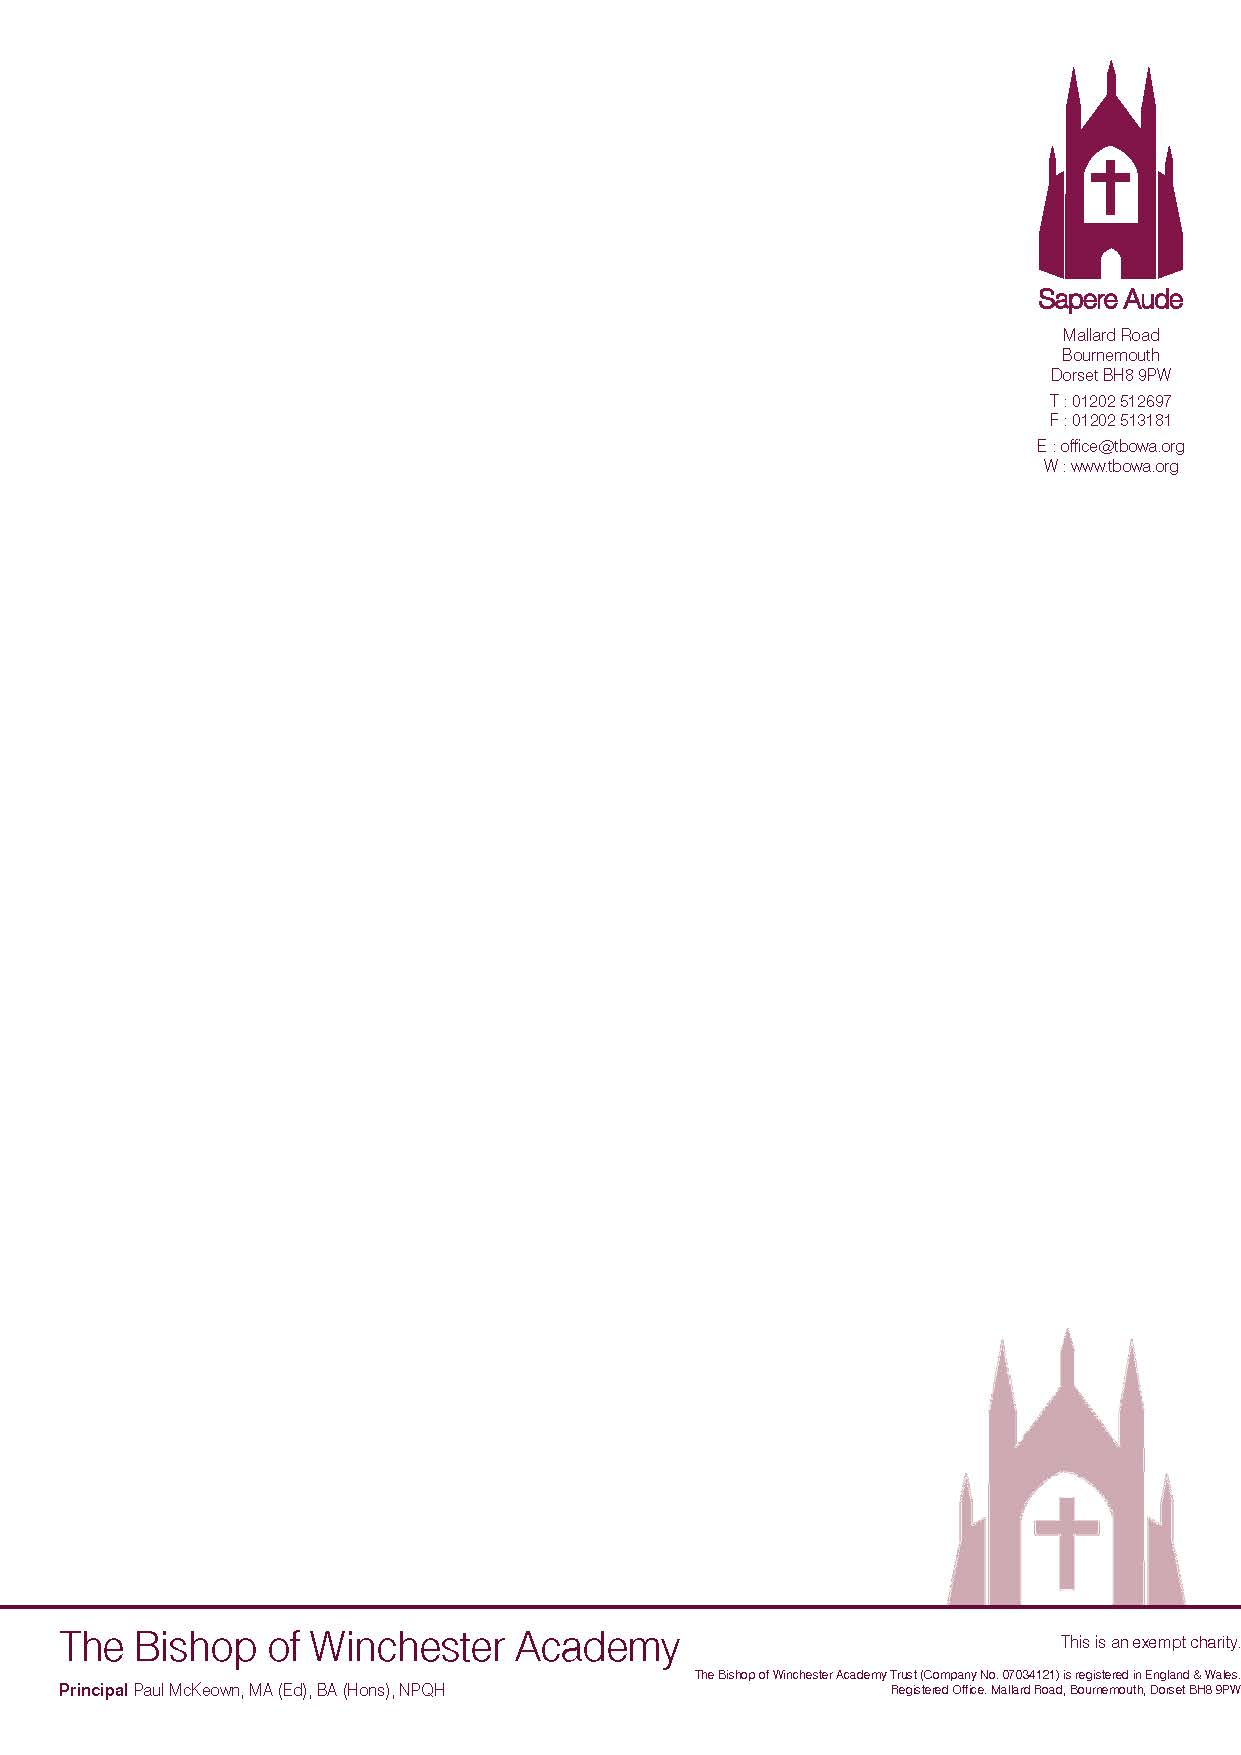 Sapere Aude
Mallard Road
Bournemouth
Dorset BH8 9PW
T : 01202 512697
F : 01202 513181
E : office@tbowa.org
W : www.tbowa.org
The Bishop of Winchester Academy
Principal Paul McKeown, MA (Ed), BA (Hons), NPQH
This is an exempt charity.
The Bishop of Winchester Academy Trust (Company No. 07034121) is registered in England & Wales.
Registered Office. Mallard Road, Bournemouth, Dorset BH8 9PW